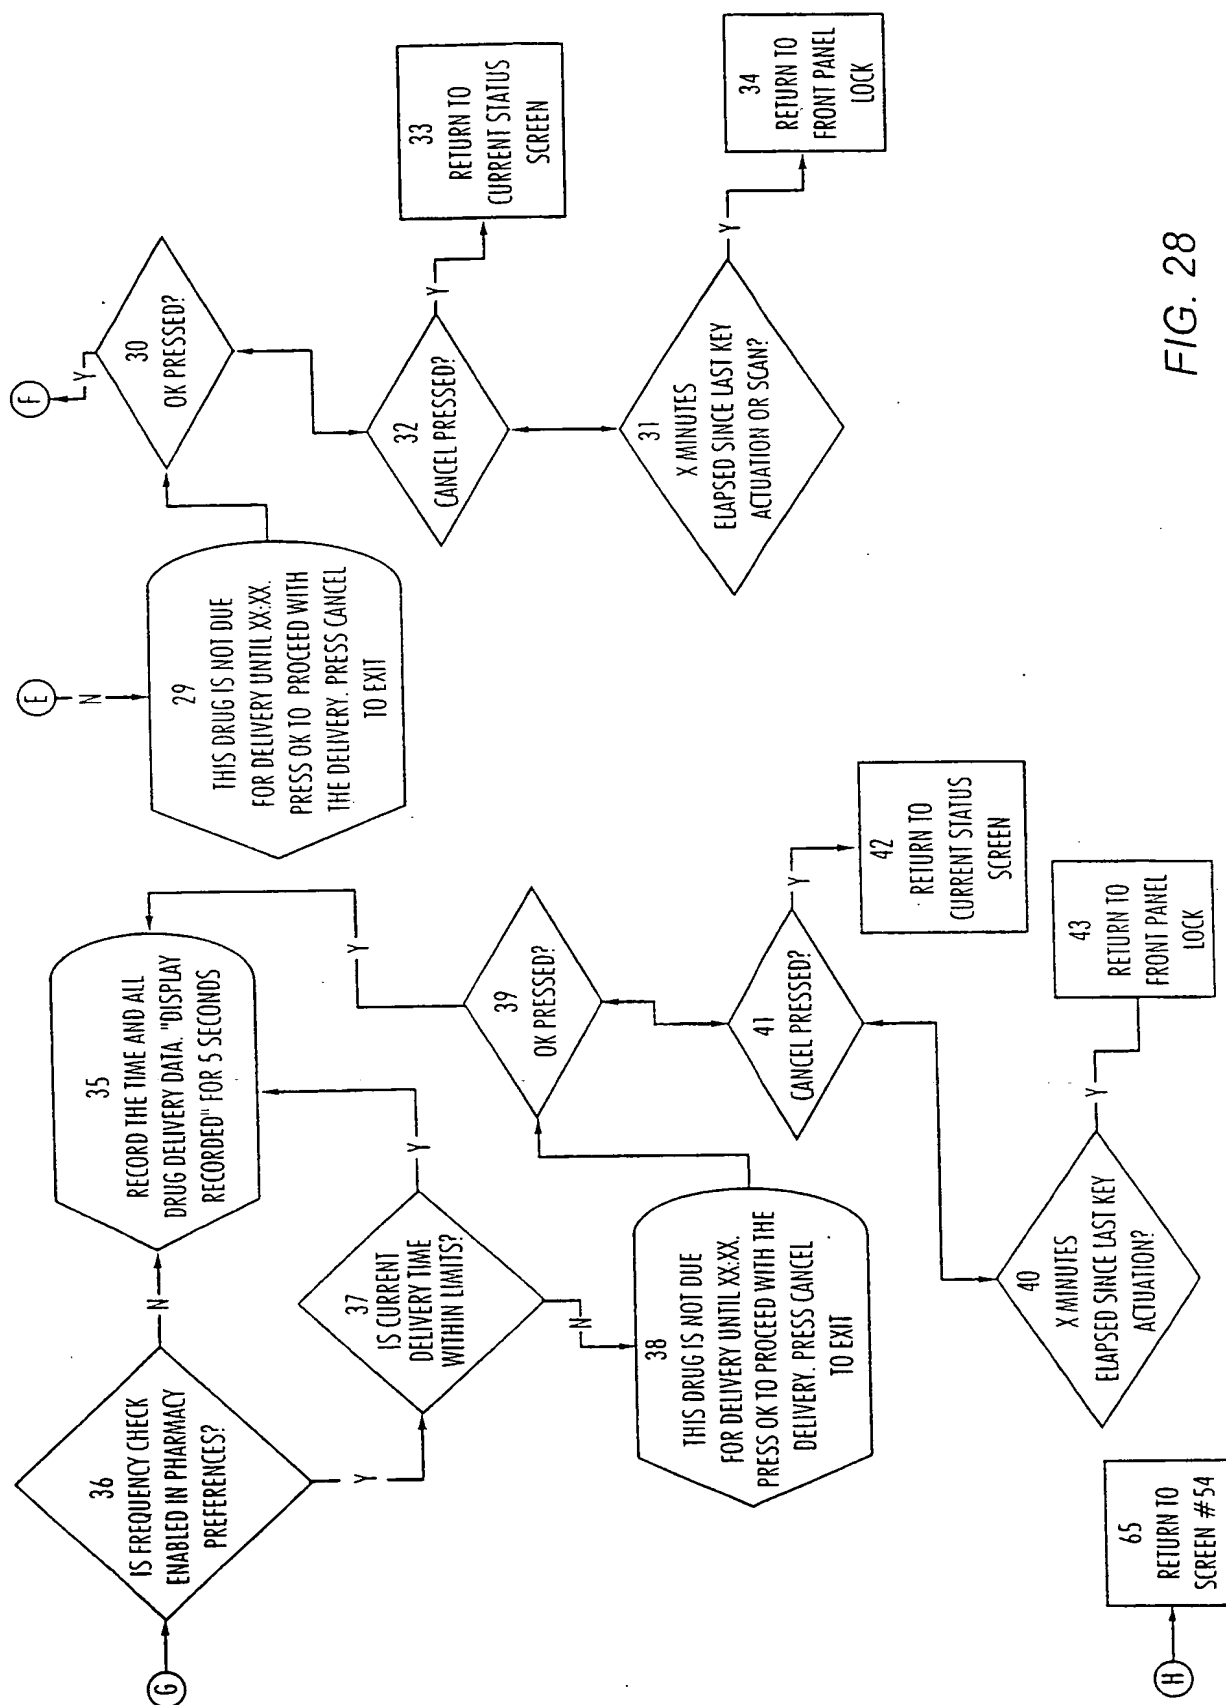 G
36
IS FREQUENCY CHECK
ENABLED IN PHARMACY
PREFERENCES?
N
Y
35
RECORD THE TIME AND ALL
DRUG DELIVERY DATA. "DISPLAY
RECORDED" FOR 5 SECONDS
37
IS CURRENT
DELIVERY TIME
WITHIN LIMITS?
Y
N
38
THIS DRUG IS NOT DUE
FOR DELIVERY UNTIL XX:XX.
PRESS OK TO PROCEED WITH THE
DELIVERY. PRESS CANCEL
TO EXIT
39
OK PRESSED?
Y
41
CANCEL PRESSED?
Y
42
RETURN TO
CURRENT STATUS
SCREEN
40
X MINUTES
ELAPSED SINCE LAST KEY
ACTUATION?
Y
43
RETURN TO
FRONT PANEL
LOCK
H
65
RETURN TO
SCREEN #54
E
N
29
THIS DRUG IS NOT DUE
FOR DELIVERY UNTIL XX:XX.
PRESS OK TO PROCEED WITH
THE DELIVERY. PRESS CANCEL
TO EXIT
30
OK PRESSED?
Y
F
32
CANCEL PRESSED?
Y
33
RETURN TO
CURRENT STATUS
SCREEN
31
X MINUTES
ELAPSED SINCE LAST KEY
ACTUATION OR SCAN?
Y
34
RETURN TO
FRONT PANEL
LOCK
FIG. 28